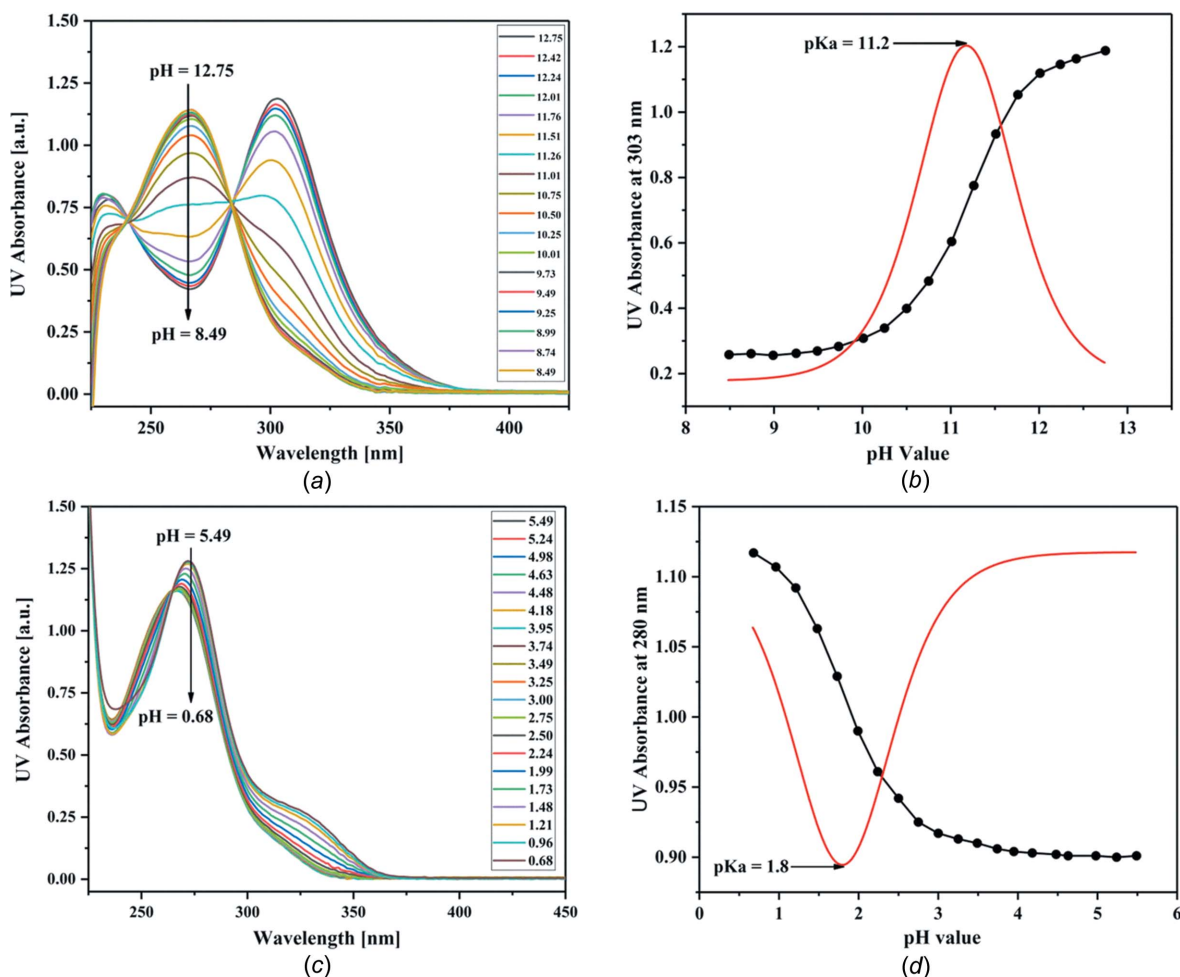 1.50
1.25
1.00
0.75
0.50
0.25
0.00
UV Absorbance [a.u.]
pH = 12.75
pH = 8.49
12.75
12.42
12.24
12.01
11.76
11.51
11.26
11.01
10.75
10.50
10.25
10.01
9.73
9.49
9.25
8.99
8.74
8.49
250 300 350 400
Wavelength [nm]
(a)
1.2
1.0
0.8
0.6
0.4
0.2
UV Absorbance at 303 nm
pKa = 11.2
8 9 10 11 12 13
pH Value
(b)
1.50
1.25
1.00
0.75
0.50
0.25
0.00
UV Absorbance [a.u.]
pH = 5.49
pH = 0.68
5.49
5.24
4.98
4.63
4.48
4.18
3.95
3.74
3.49
3.25
3.00
2.75
2.50
2.24
1.99
1.73
1.48
1.21
0.96
0.68
250 300 350 400 450
Wavelength [nm]
(c)
1.15
1.10
1.05
1.00
0.95
0.90
UV Absorbance at 280 nm
pKa = 1.8
0 1 2 3 4 5 6
pH value
(d)